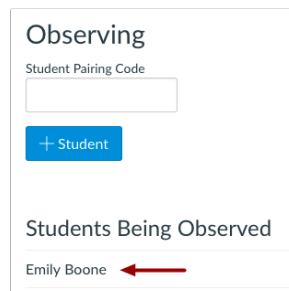 Observing
Student Pairing Code
+ Student
Students Being Observed
Emily Boone